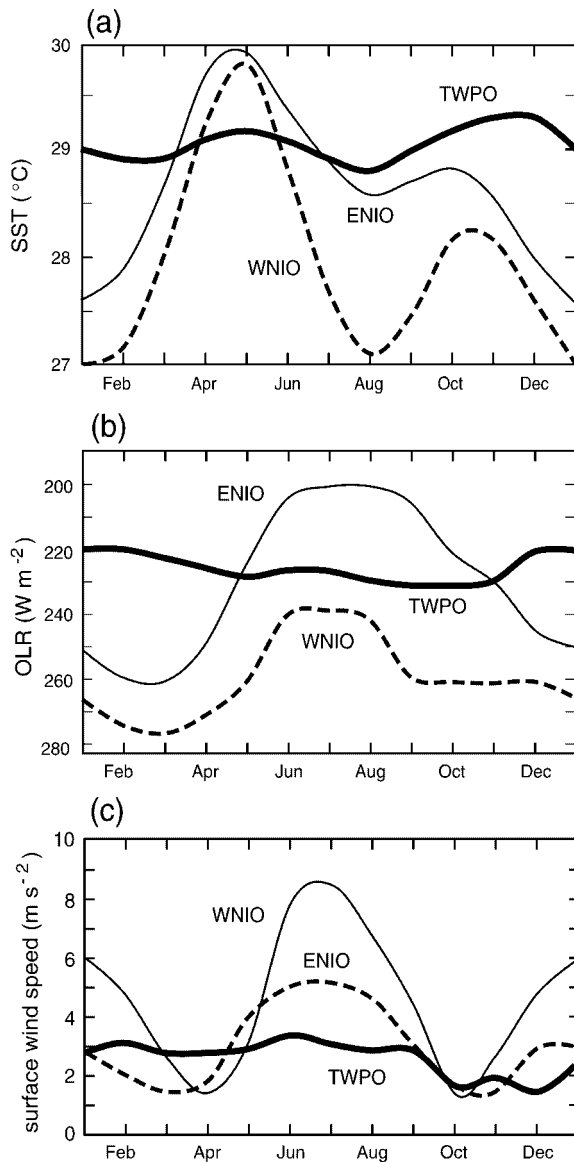 (a)
30
29
28
27
SST ( °C)
TWPO
ENIO
WNIO
Feb Apr Jun Aug Oct Dec
(b)
200
220
240
260
280
OLR (W m-2)
ENIO
TWPO
WNIO
Feb Apr Jun Aug Oct Dec
(c)
10
8
6
4
2
0
surface wind speed (m s-2)
WNIO
ENIO
TWPO
Feb Apr Jun Aug Oct Dec